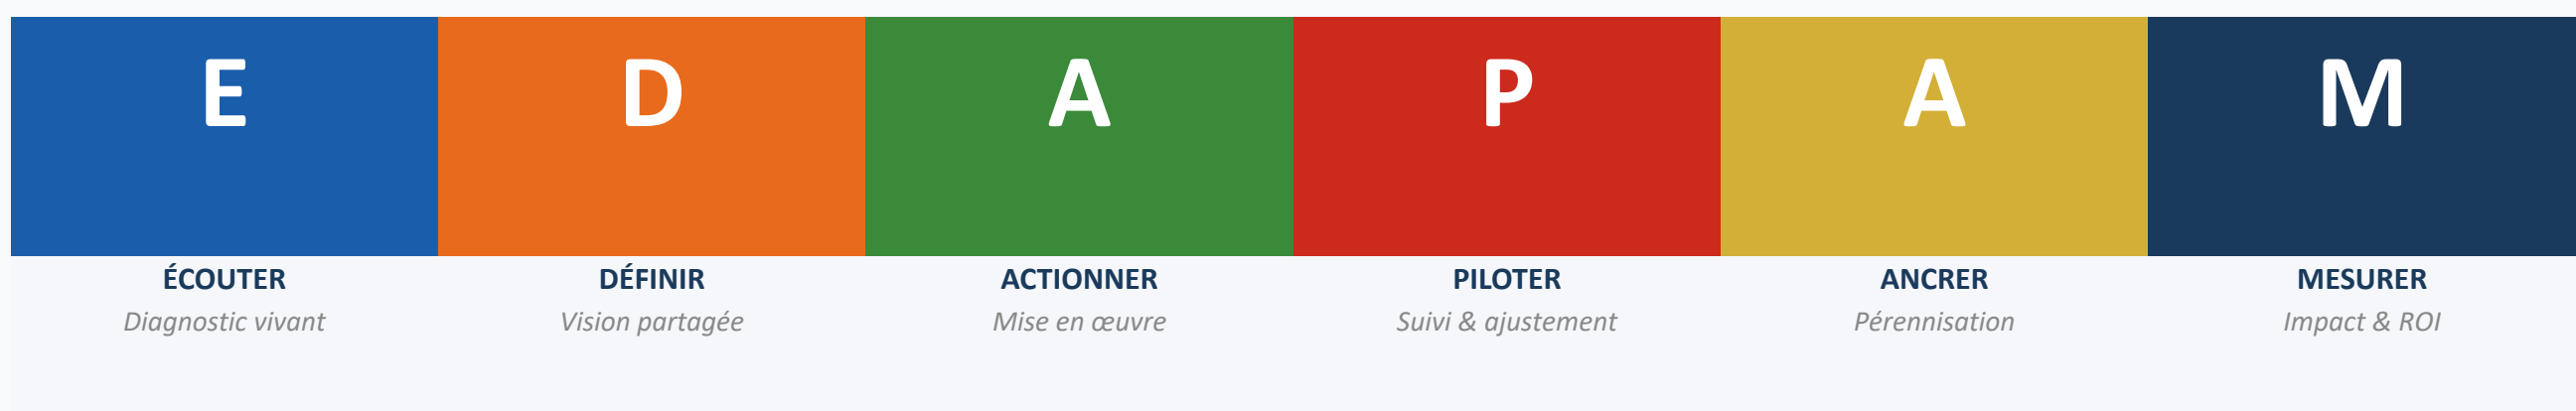 E D A P A M
ÉCOUTER DÉFINIR ACTIONNER PILOTER ANCRER MESURER
Diagnostic vivant Vision partagée Mise en œuvre Suivi & ajustement Pérennisation Impact & ROI